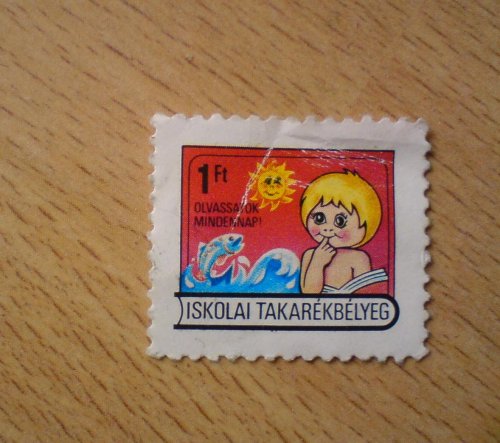 1 Ft
OLVASSATOK
MINDENNAP!
ISKOLAI TAKARÉKBÉLYEG